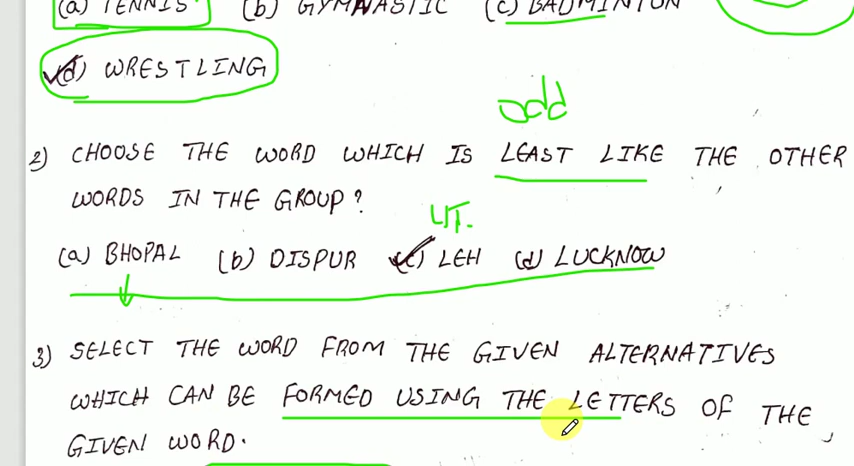 (a) TENNIS (b) GYMNASTIC (c) BADMINTON
(d) WRESTLING
odd
2) CHOOSE THE WORD WHICH IS LEAST LIKE THE OTHER
WORDS IN THE GROUP?
UT.
(a) BHOPAL (b) DISPUR (c) LEH (d) LUCKNOW
3) SELECT THE WORD FROM THE GIVEN ALTERNATIVES
WHICH CAN BE FORMED USING THE LETTERS OF THE
GIVEN WORD.